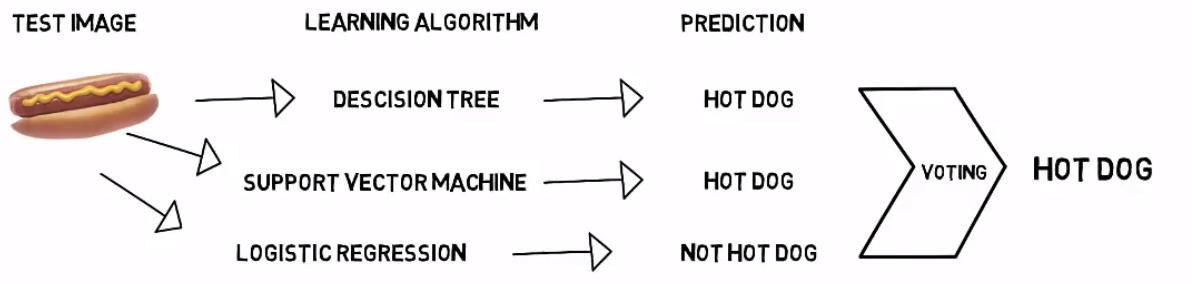 TEST IMAGE LEARNING ALGORITHM PREDICTION
DESCISION TREE HOT DOG
SUPPORT VECTOR MACHINE HOT DOG
VOTING HOT DOG
LOGISTIC REGRESSION NOT HOT DOG